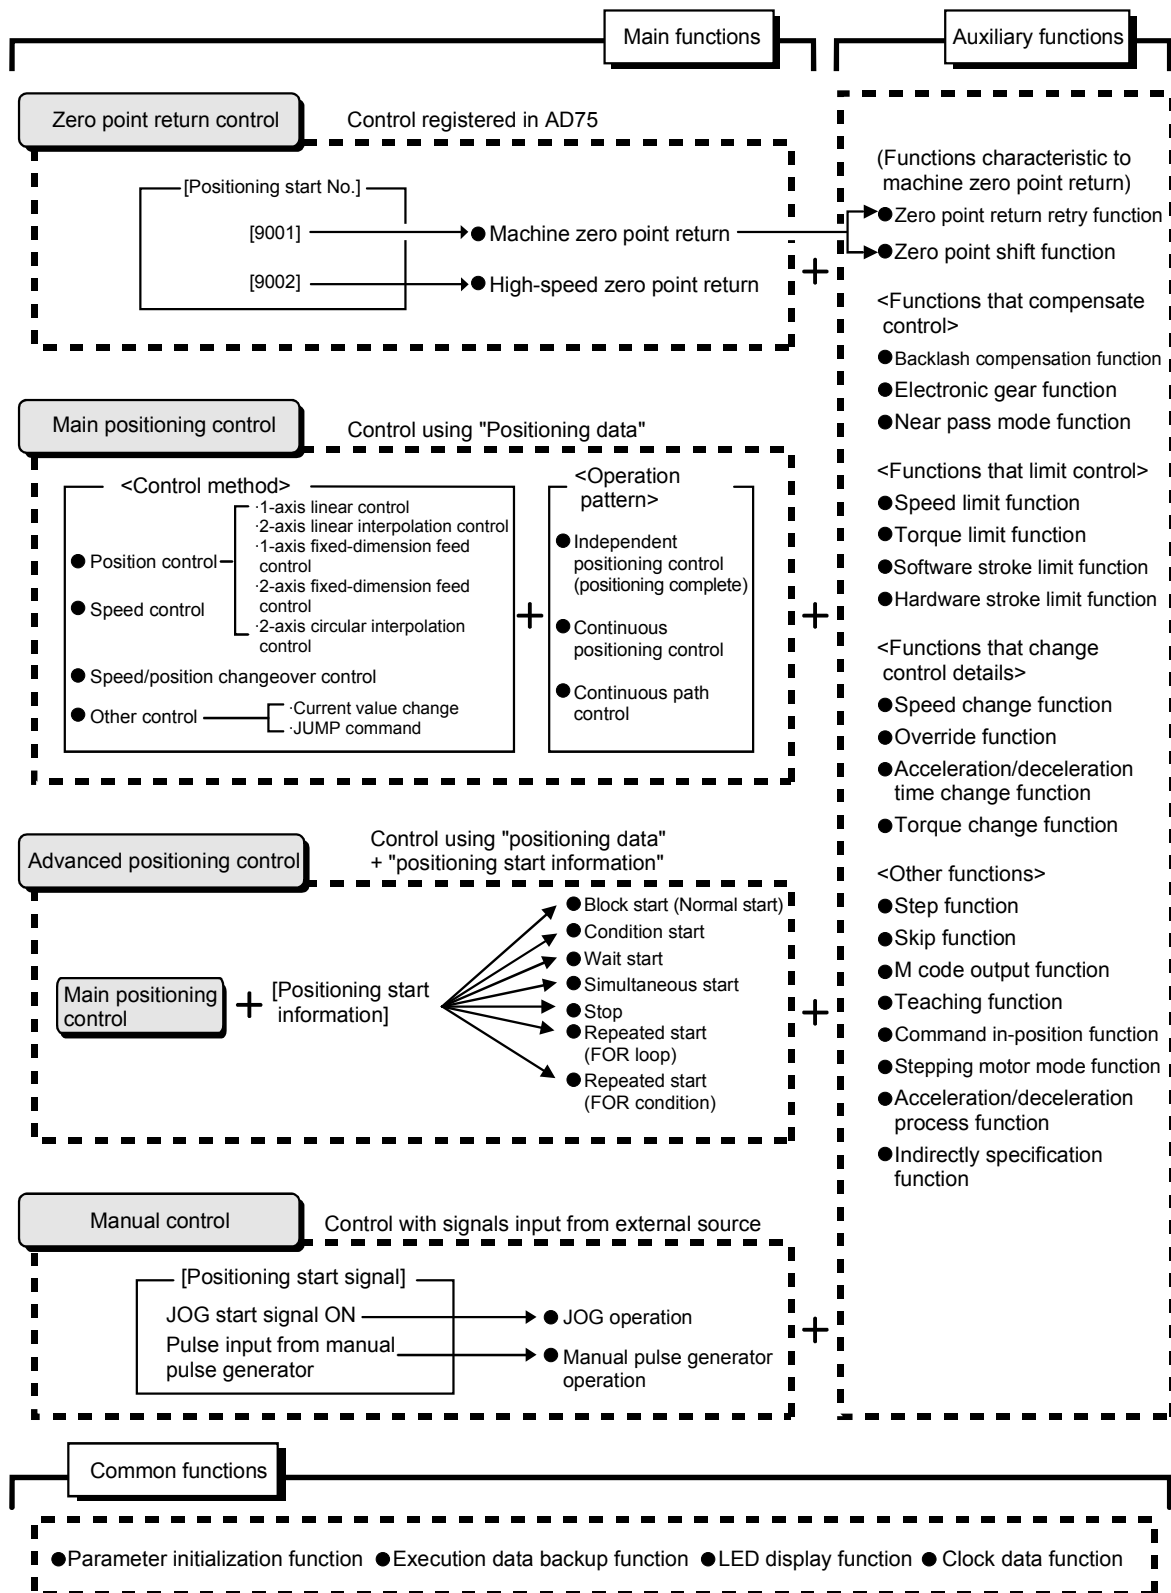 Main functions
Auxiliary functions
Zero point return control
Control registered in AD75
[Positioning start No.]
[9001]
Machine zero point return
[9002]
High-speed zero point return
(Functions characteristic to
machine zero point return)
●Zero point return retry function
●Zero point shift function
<Functions that compensate
control>
●Backlash compensation function
●Electronic gear function
●Near pass mode function
<Functions that limit control>
●Speed limit function
●Torque limit function
●Software stroke limit function
●Hardware stroke limit function
<Functions that change
control details>
●Speed change function
●Override function
●Acceleration/deceleration
time change function
●Torque change function
<Other functions>
●Step function
●Skip function
●M code output function
●Teaching function
●Command in-position function
●Stepping motor mode function
●Acceleration/deceleration
process function
●Indirectly specification
function
Main positioning control
Control using "Positioning data"
<Control method>
● Position control
·1-axis linear control
·2-axis linear interpolation control
·1-axis fixed-dimension feed
control
·2-axis fixed-dimension feed
control
·2-axis circular interpolation
control
● Speed control
● Speed/position changeover control
● Other control
·Current value change
·JUMP command
+
<Operation
pattern>
● Independent
positioning control
(positioning complete)
● Continuous
positioning control
● Continuous path
control
+
Advanced positioning control
Control using "positioning data"
+ "positioning start information"
Main positioning
control
+
[Positioning start
information]
● Block start (Normal start)
● Condition start
● Wait start
● Simultaneous start
● Stop
● Repeated start
(FOR loop)
● Repeated start
(FOR condition)
+
Manual control
Control with signals input from external source
[Positioning start signal]
JOG start signal ON
● JOG operation
Pulse input from manual
pulse generator
● Manual pulse generator
operation
+
Common functions
●Parameter initialization function ●Execution data backup function ●LED display function ● Clock data function